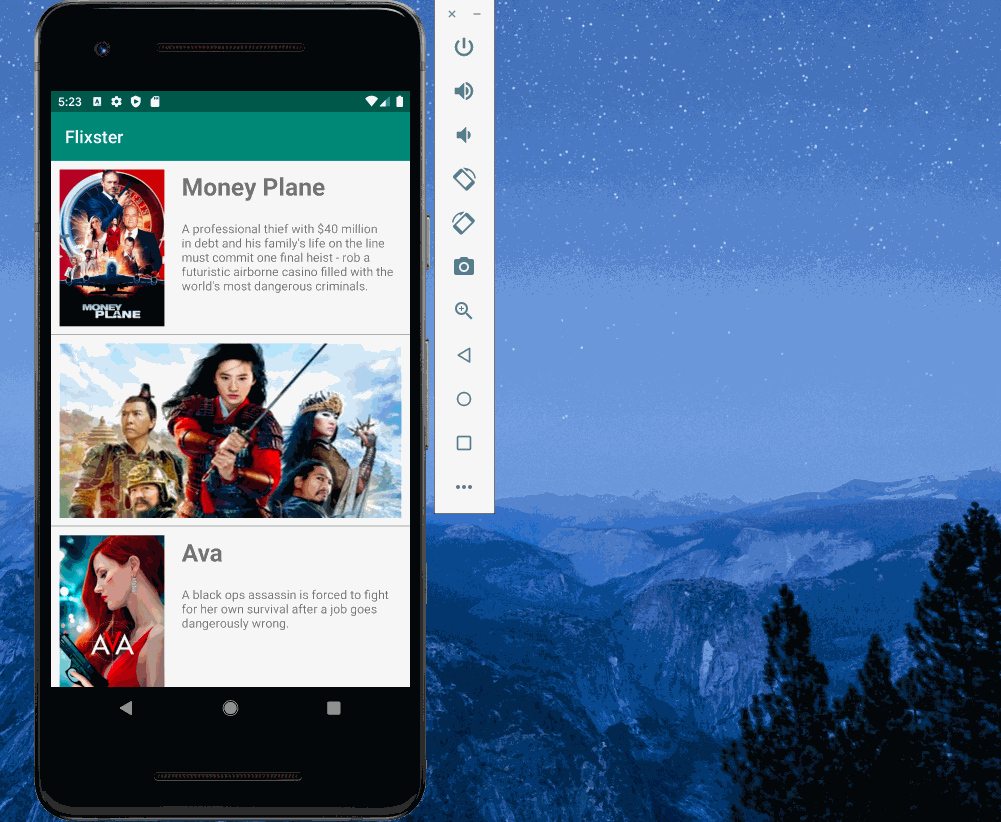 5:23
Flixster
Money Plane
A professional thief with $40 million
in debt and his family's life on the line
must commit one final heist - rob a
futuristic airborne casino filled with the
world's most dangerous criminals.
MONEY
PLANE
Ava
A black ops assassin is forced to fight
for her own survival after a job goes
dangerously wrong.
AVA